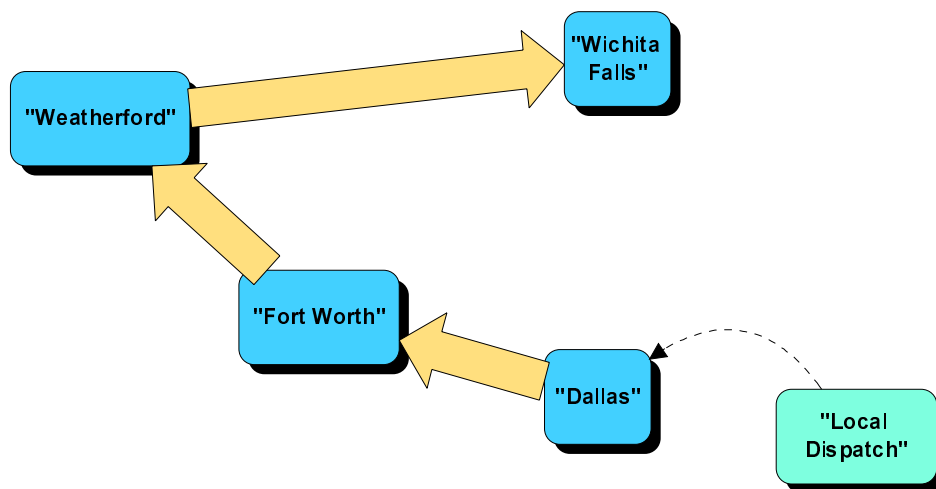 "Wichita
Falls"
"Weatherford"
"Fort Worth"
"Dallas"
"Local
Dispatch"